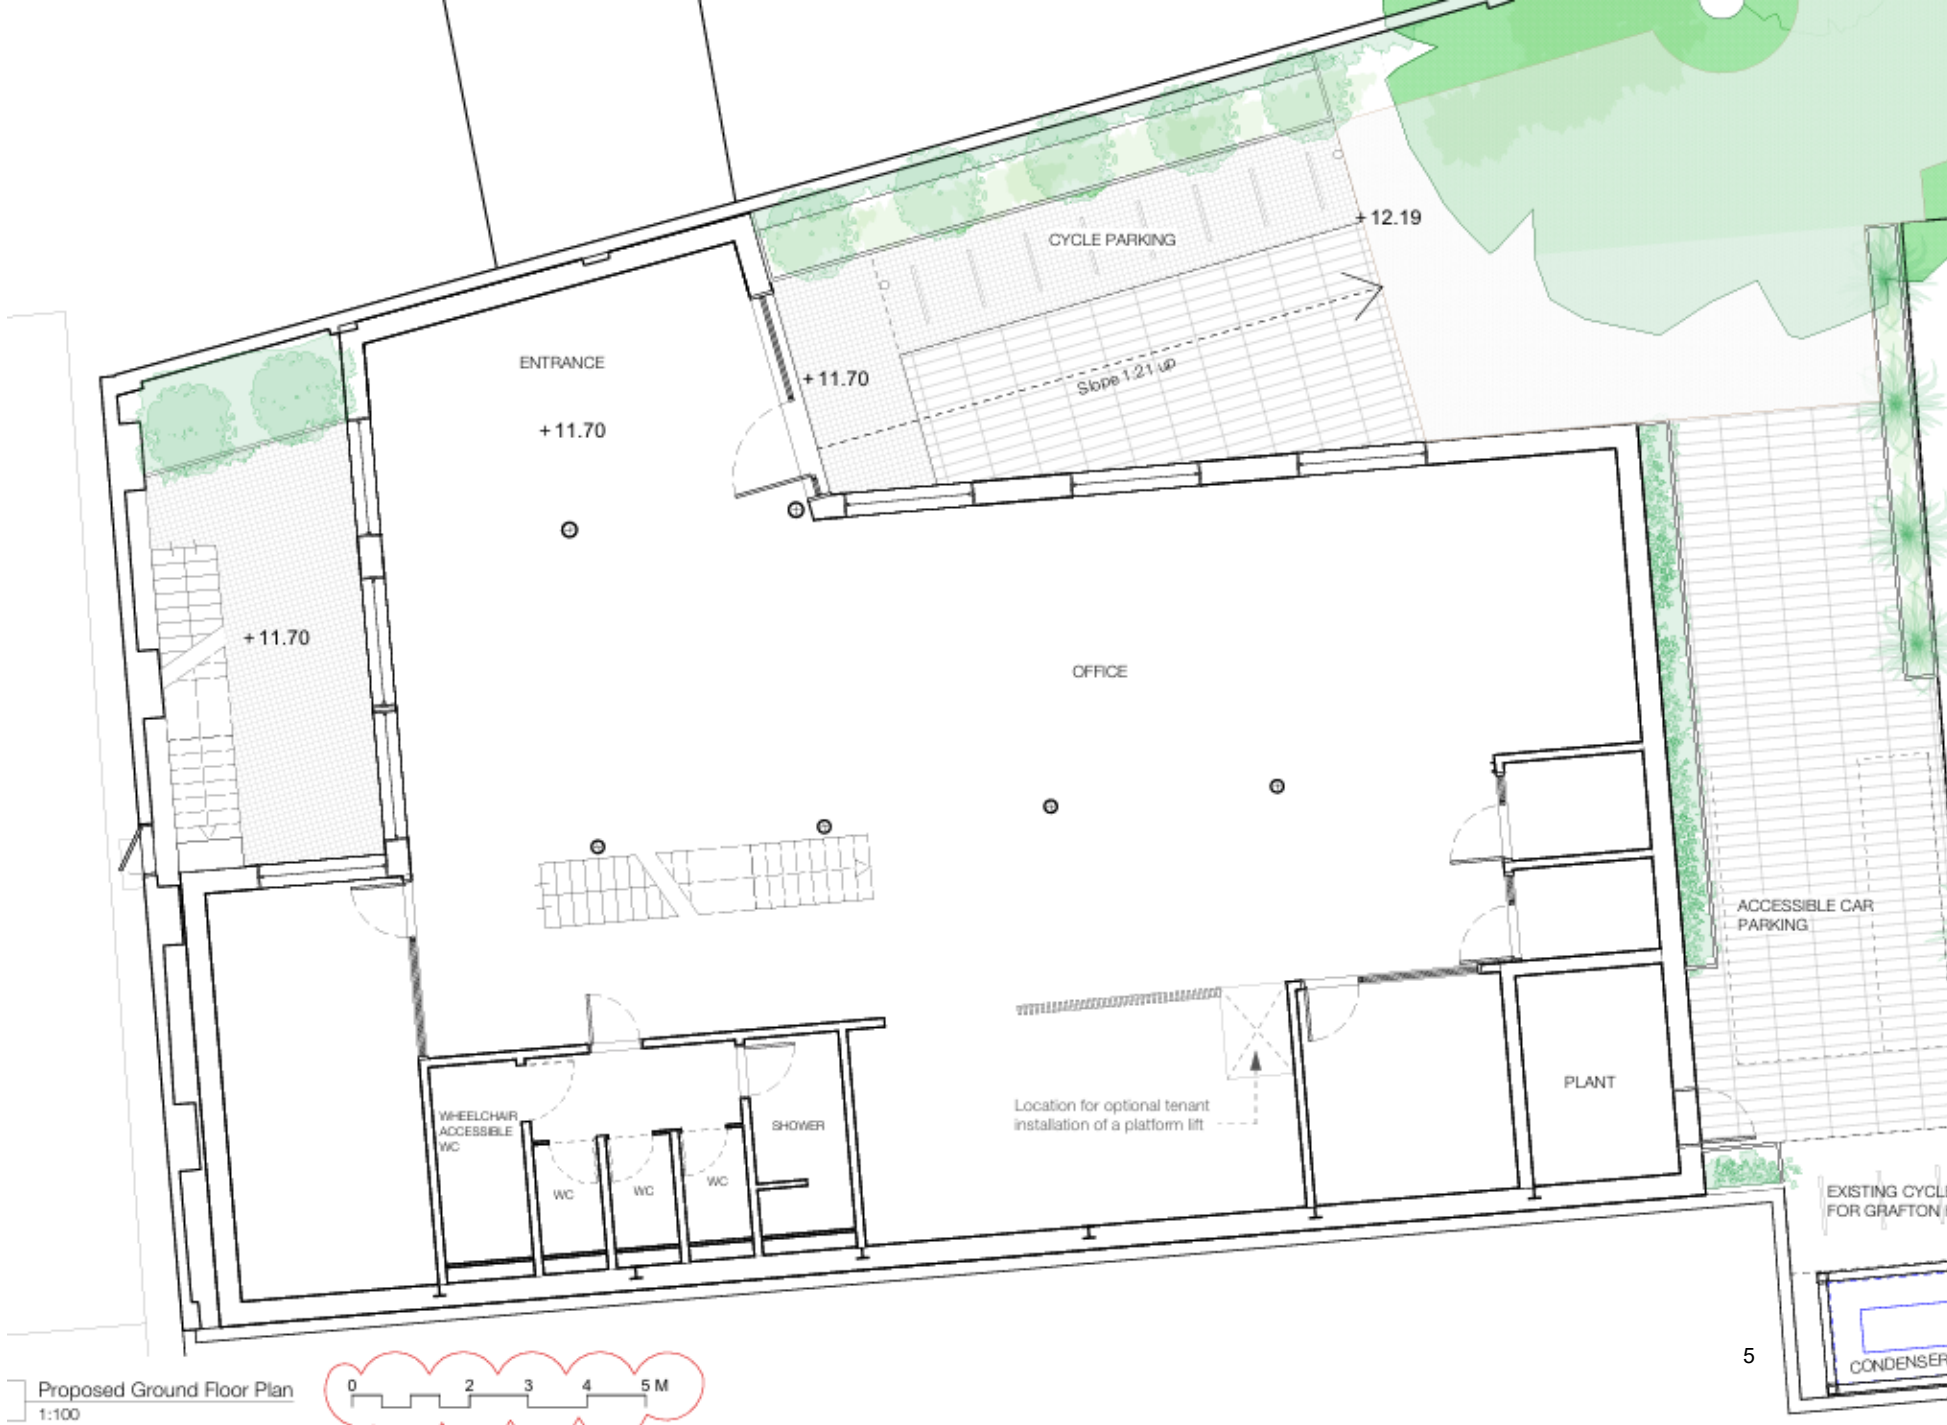 +12.19
CYCLE PARKING
ENTRANCE
+11.70
Slope 1:21 up
+11.70
+11.70
OFFICE
ACCESSIBLE CAR
PARKING
PLANT
Location for optional tenant
installation of a platform lift
WHEELCHAIR
ACCESSIBLE
WC
SHOWER
WC
WC
WC
EXISTING CYCL
FOR GRAFTON
5
CONDENSER
Proposed Ground Floor Plan
1:100
0 2 3 4 5 M